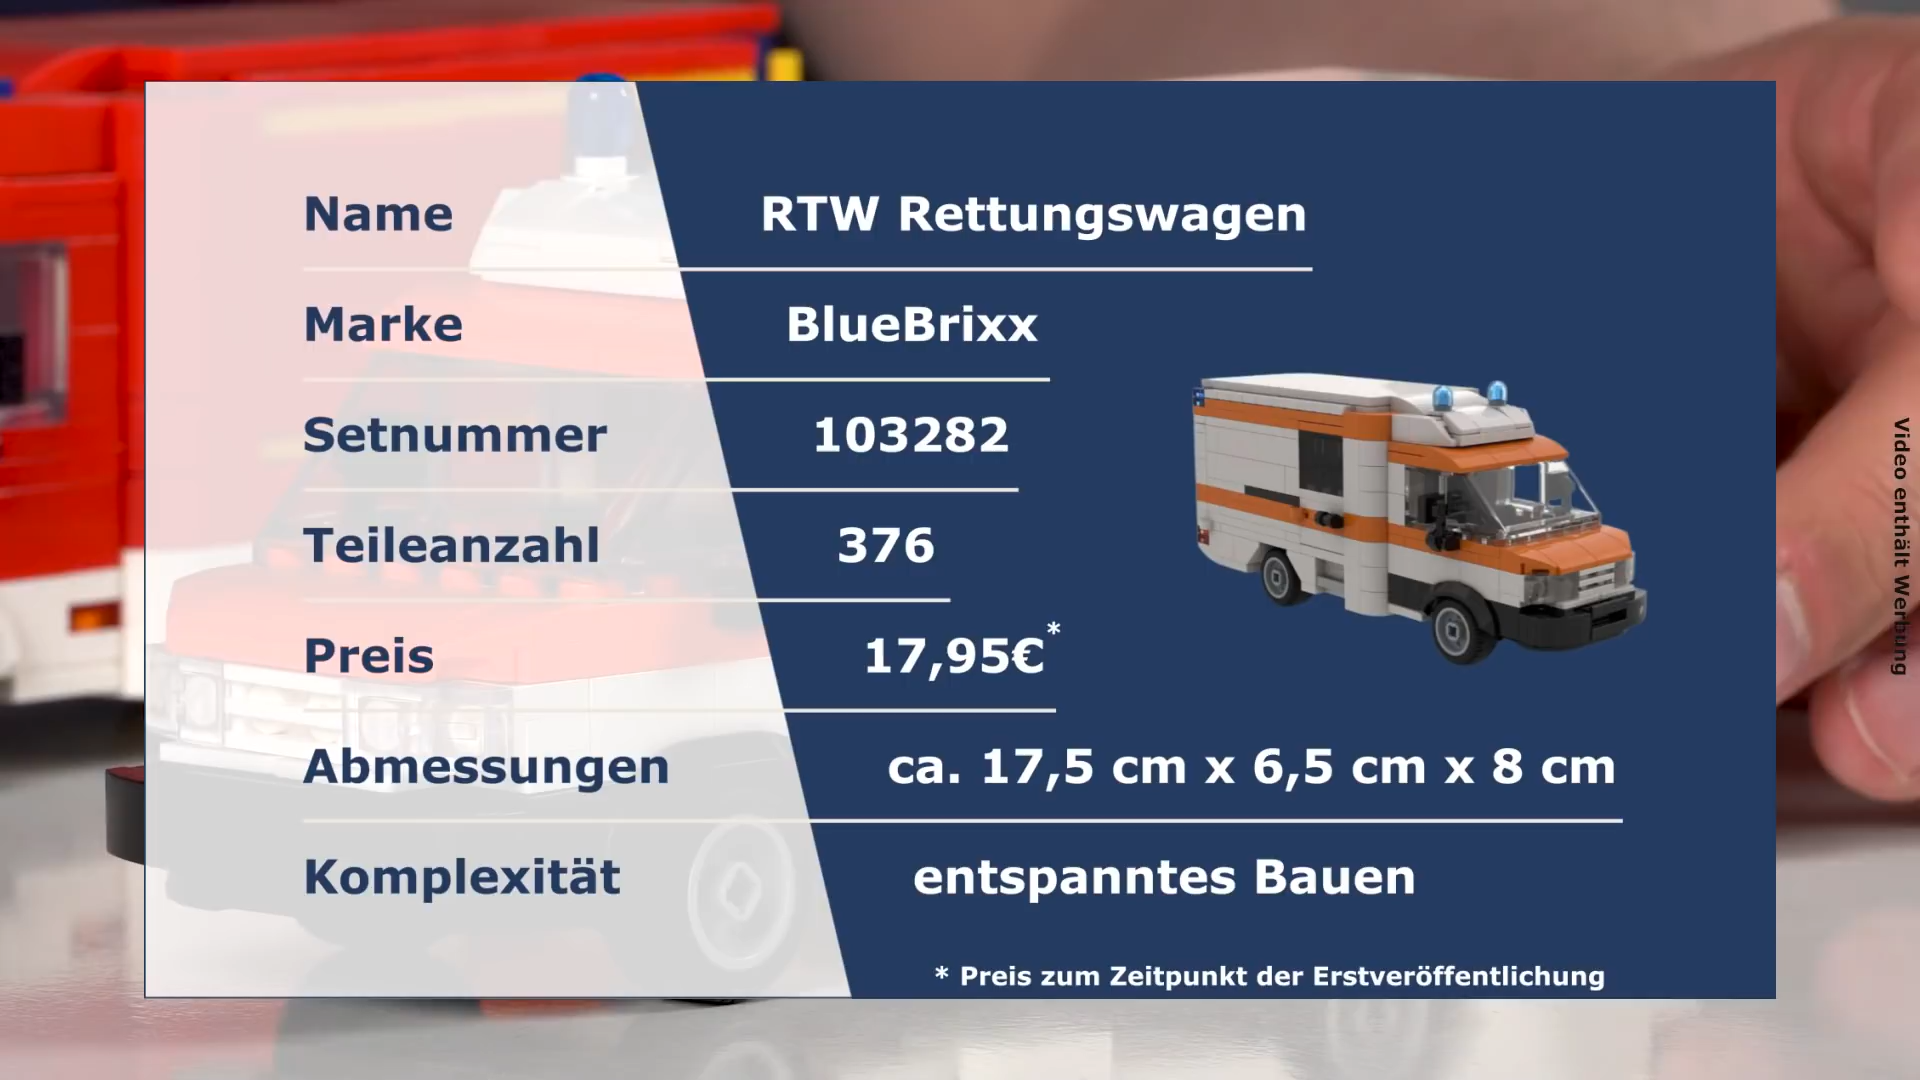 Name RTW Rettungswagen
Marke BlueBrixx
Setnummer 103282
Teileanzahl 376
Preis 17,95€*
Abmessungen ca. 17,5 cm x 6,5 cm x 8 cm
Komplexität entspanntes Bauen
* Preis zum Zeitpunkt der Erstveröffentlichung
Video enthält Werbung